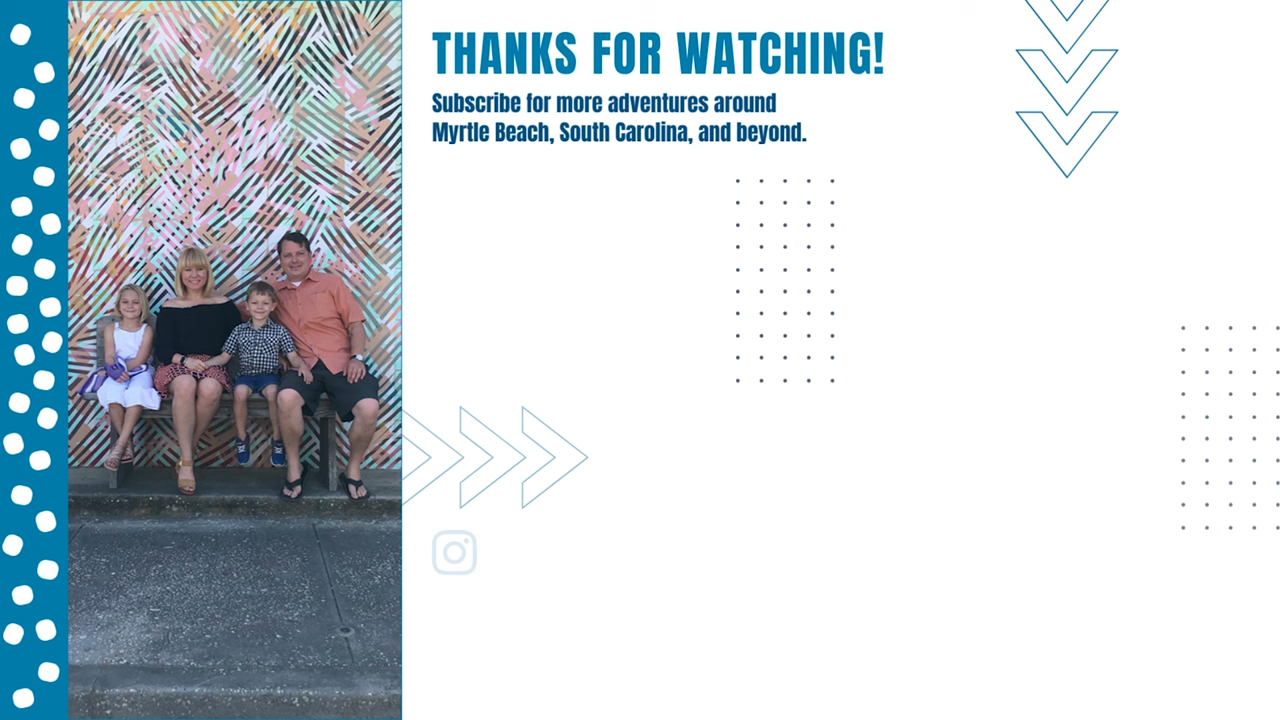 THANKS FOR WATCHING!
Subscribe for more adventures around
Myrtle Beach, South Carolina, and beyond.